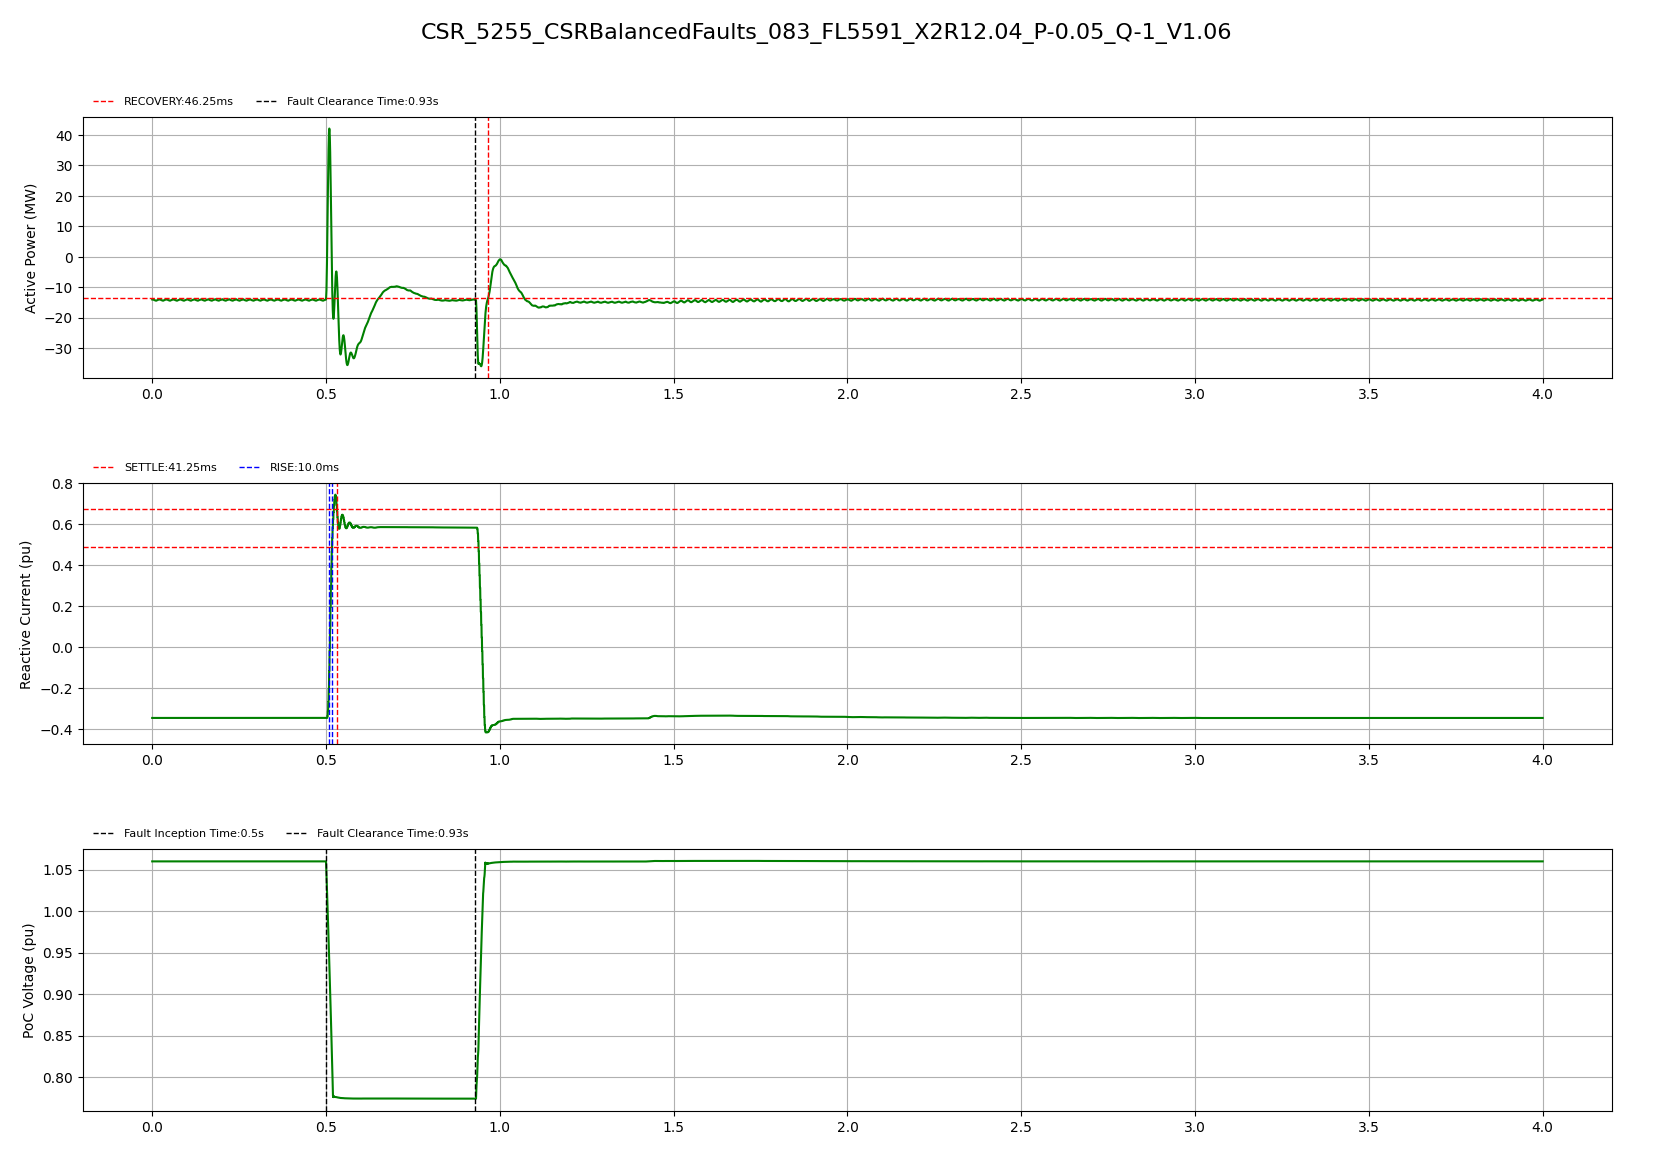 CSR_5255_CSRBalancedFaults_083_FL5591_X2R12.04_P-0.05_Q-1_V1.06
RECOVERY:46.25ms Fault Clearance Time:0.93s
Active Power (MW)
40
30
20
10
0
−10
−20
−30
0.0 0.5 1.0 1.5 2.0 2.5 3.0 3.5 4.0
SETTLE:41.25ms RISE:10.0ms
Reactive Current (pu)
0.8
0.6
0.4
0.2
0.0
−0.2
−0.4
0.0 0.5 1.0 1.5 2.0 2.5 3.0 3.5 4.0
Fault Inception Time:0.5s Fault Clearance Time:0.93s
PoC Voltage (pu)
1.05
1.00
0.95
0.90
0.85
0.80
0.0 0.5 1.0 1.5 2.0 2.5 3.0 3.5 4.0